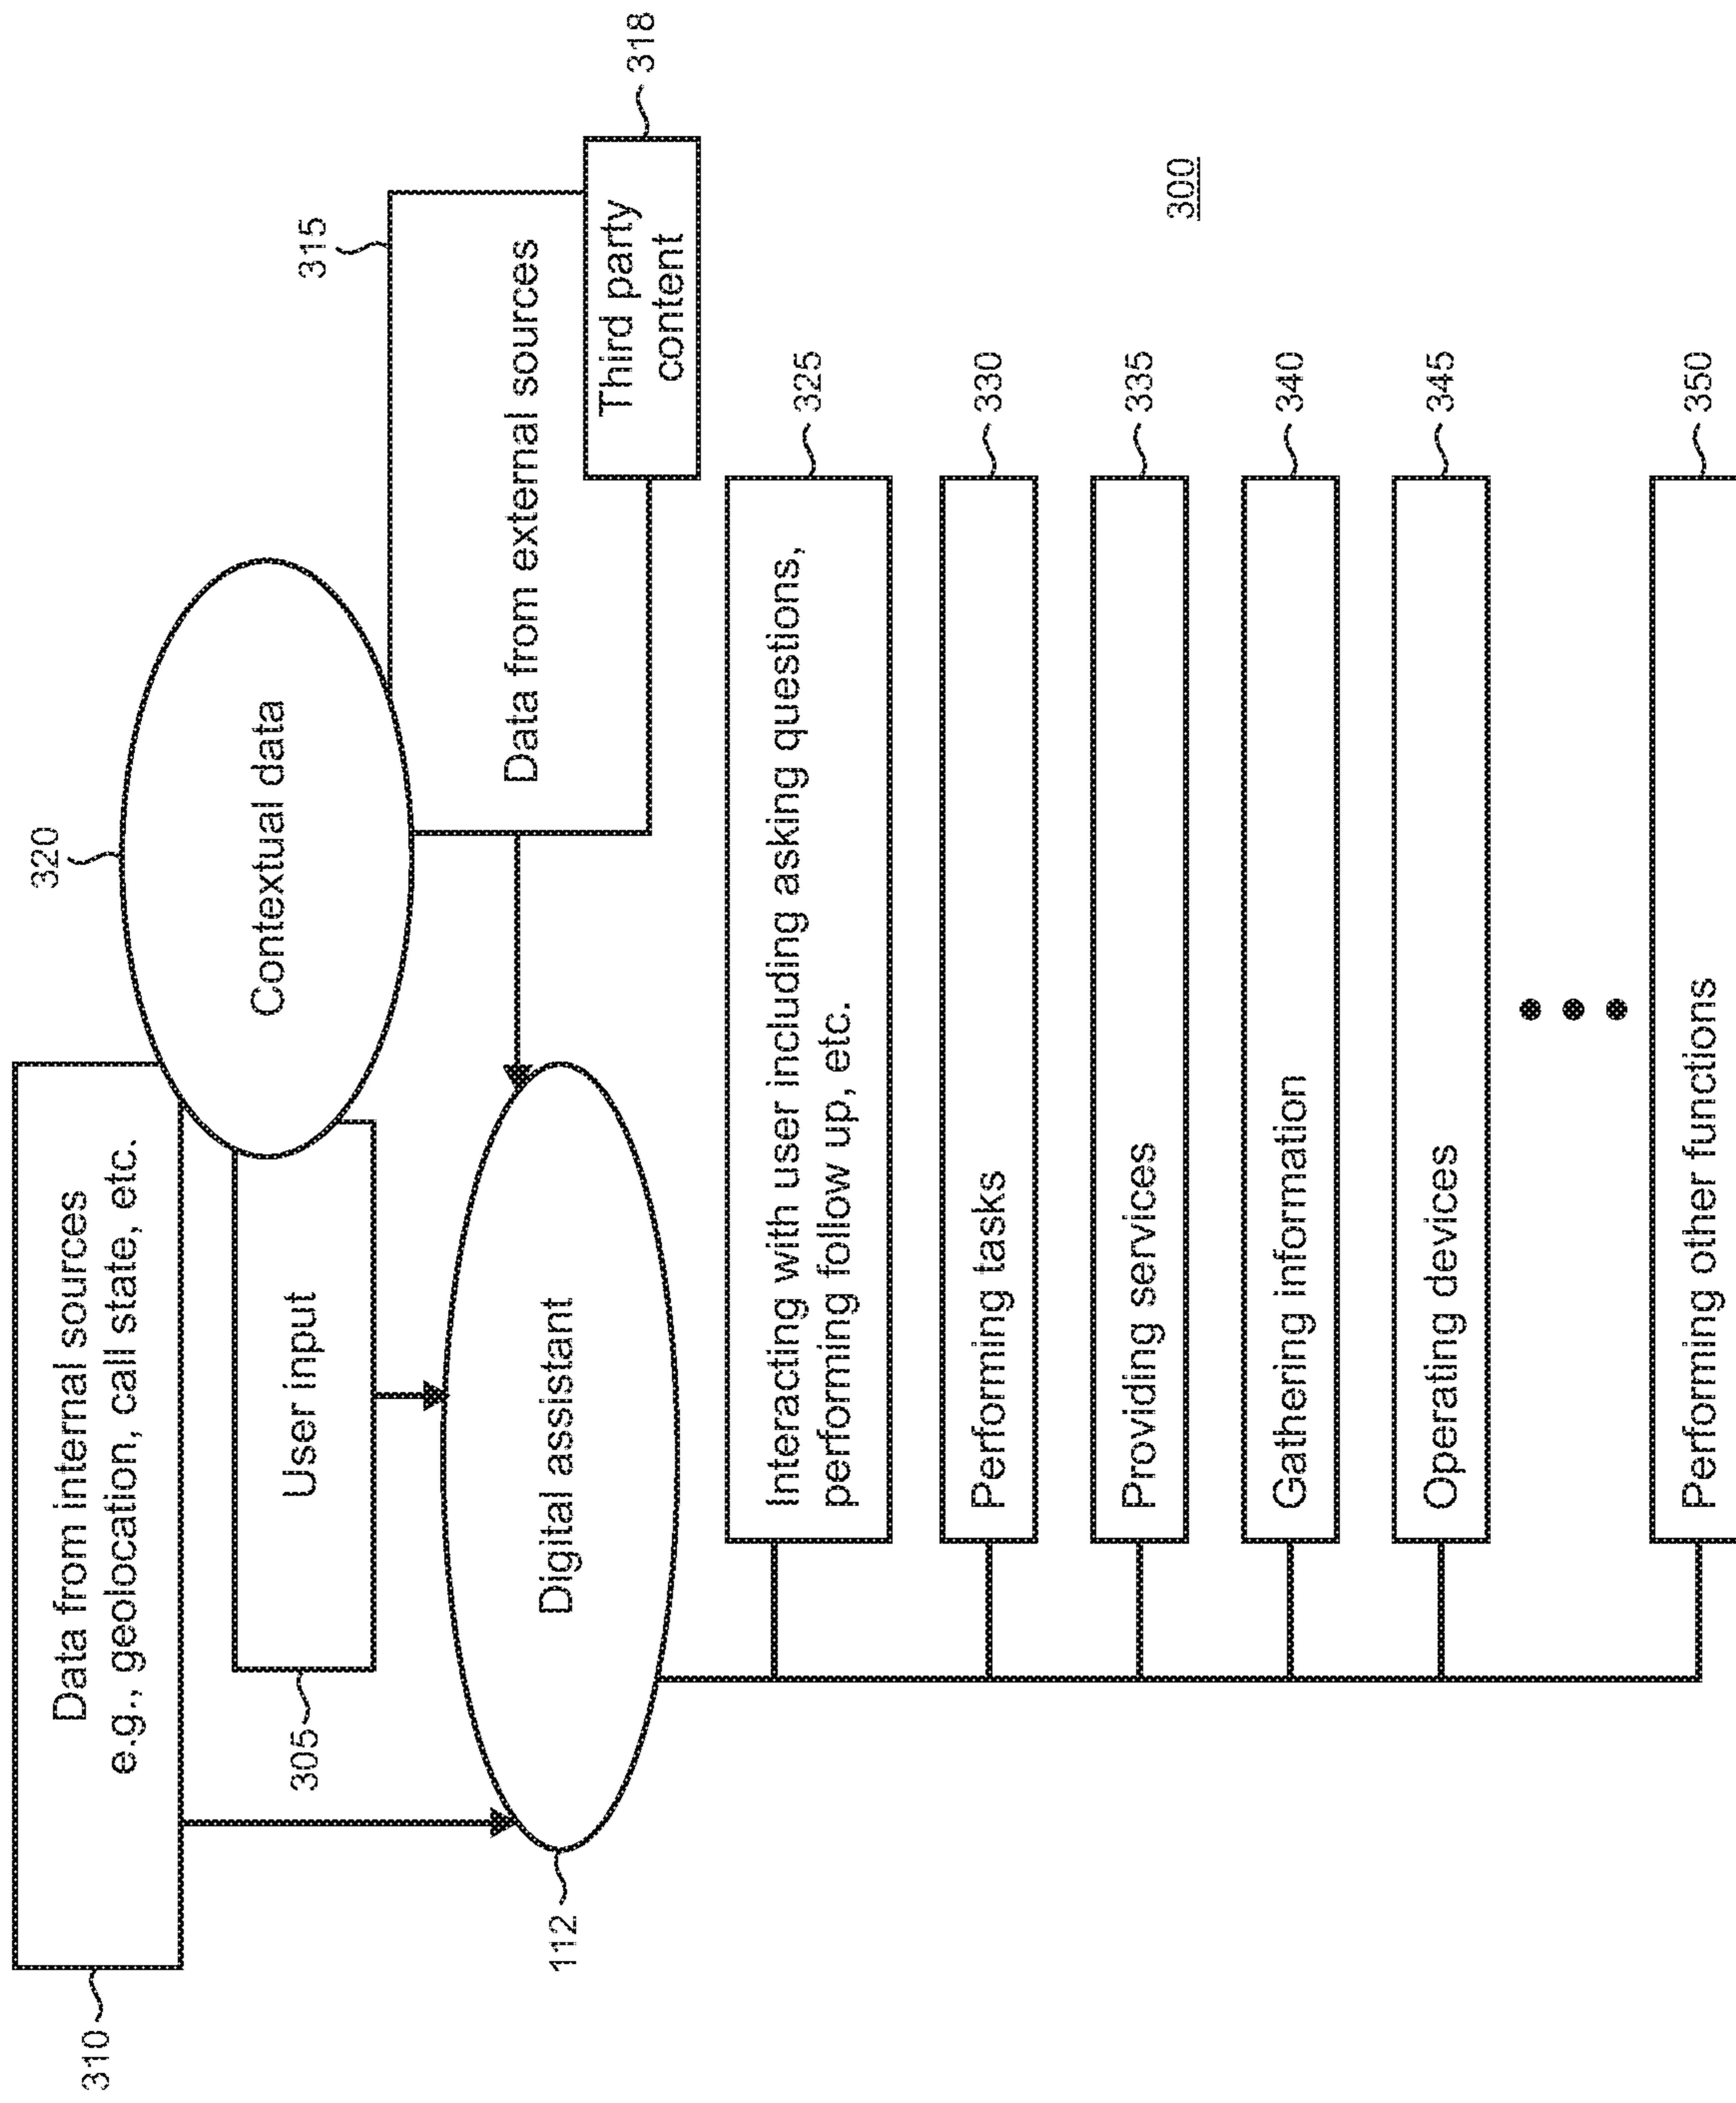 310
Data from internal sources
e.g., geolocation, call state, etc.
320
Contextual data
305
User input
315
Data from external sources
Third party
content
318
112
Digital assistant
Interacting with user including asking questions,
performing follow up, etc.
325
Performing tasks
330
Providing services
335
Gathering information
340
Operating devices
345
Performing other functions
350
300